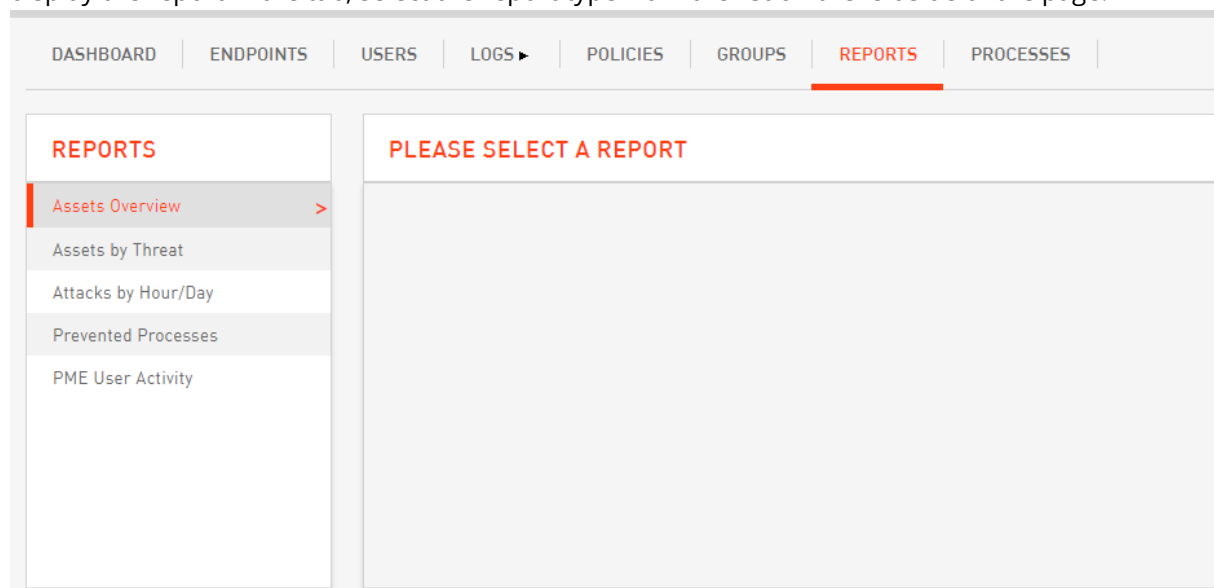 DASHBOARD ENDPOINTS USERS LOGS▸ POLICIES GROUPS REPORTS PROCESSES
REPORTS
PLEASE SELECT A REPORT
Assets Overview >
Assets by Threat
Attacks by Hour/Day
Prevented Processes
PME User Activity